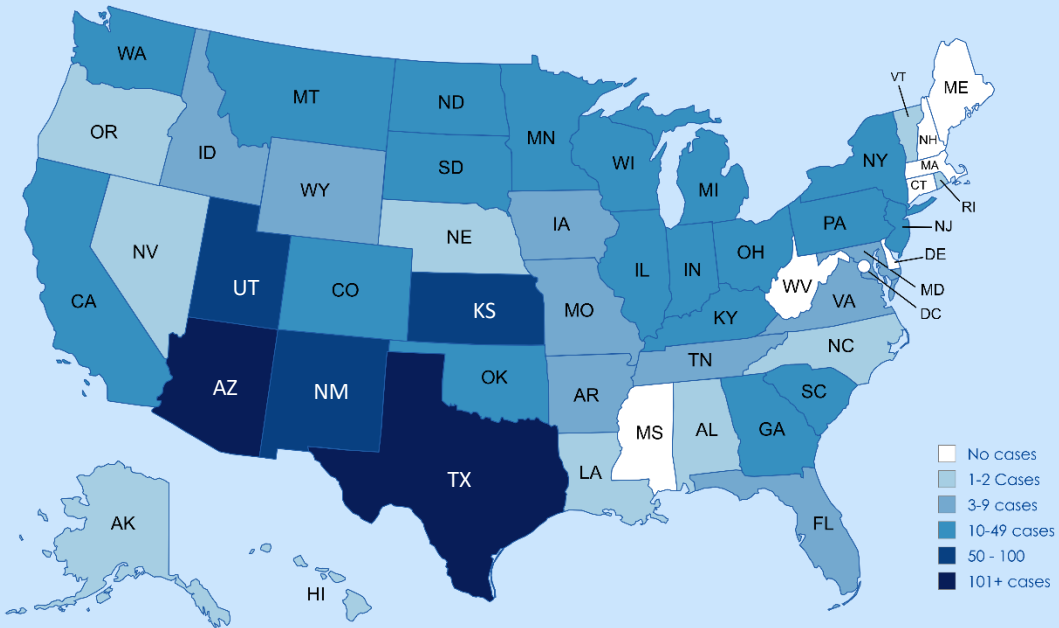 WA
MT
ND
MN
VT
ME
OR
ID
WY
SD
WI
MI
NY
NH
MA
CT
RI
NV
UT
CO
NE
IA
IL
IN
OH
PA
NJ
DE
MD
DC
CA
KS
MO
KY
WV
VA
AZ
NM
OK
AR
TN
NC
SC
TX
LA
MS
AL
GA
FL
AK
HI
No cases
1-2 Cases
3-9 cases
10-49 cases
50 - 100
101+ cases